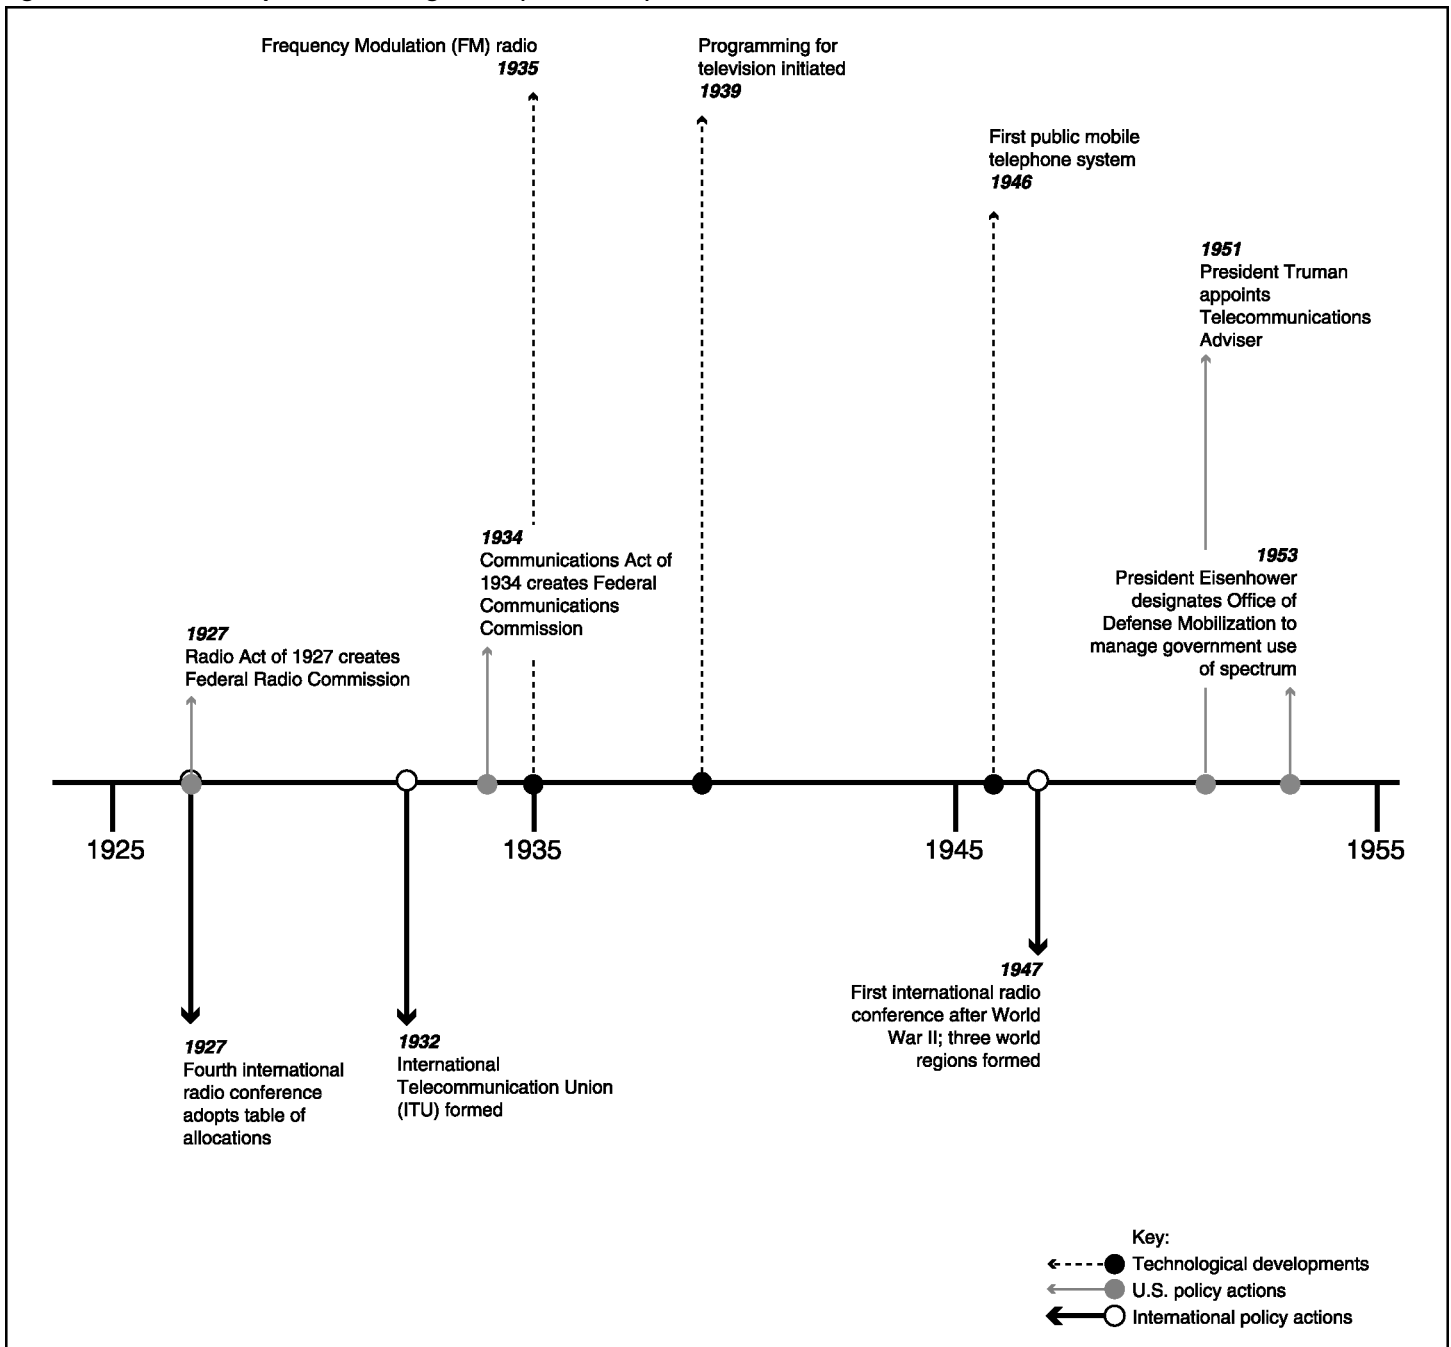 Frequency Modulation (FM) radio
1935
Programming for
television initiated
1939
First public mobile
telephone system
1946
1951
President Truman
appoints
Telecommunications
Adviser
1934
Communications Act of
1934 creates Federal
Communications
Commission
1953
President Eisenhower
designates Office of
Defense Mobilization to
manage government use
of spectrum
1927
Radio Act of 1927 creates
Federal Radio Commission
1925
1935
1945
1955
1927
Fourth international
radio conference
adopts table of
allocations
1932
International
Telecommunication Union
(ITU) formed
1947
First international radio
conference after World
War II; three world
regions formed
Key:
Technological developments
U.S. policy actions
International policy actions